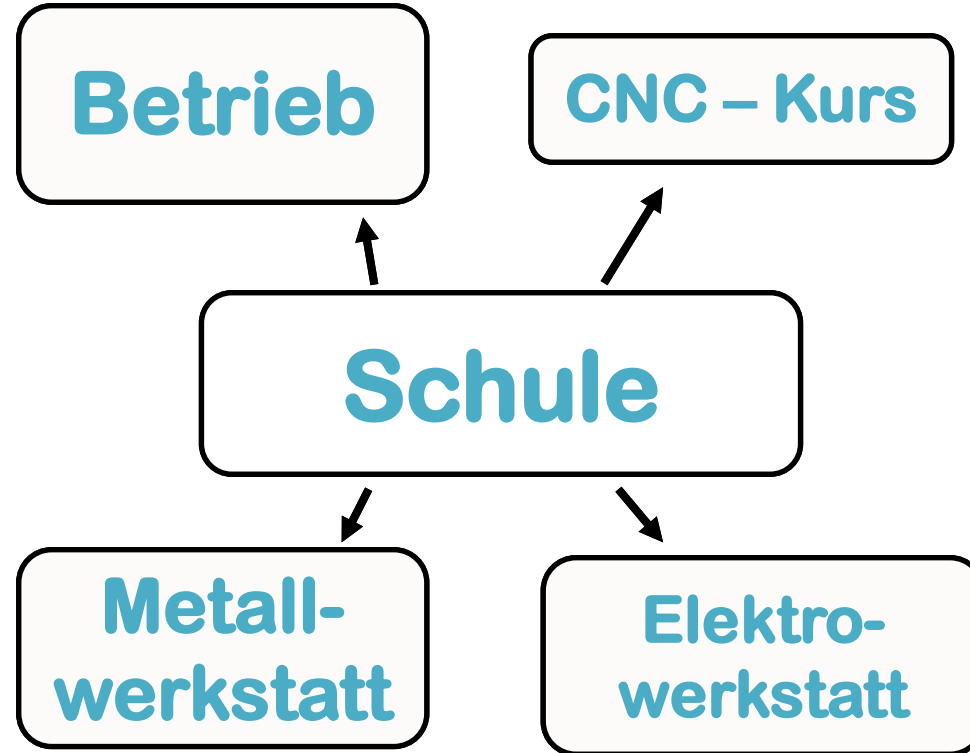 Betrieb
CNC – Kurs
Schule
Metall-
werkstatt
Elektro-
werkstatt